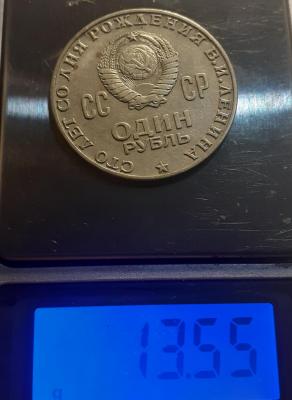 СТО ЛЕТ СО ДНЯ РОЖДЕНИЯ В.И.ЛЕНИНА
СС СР
ОДИН
РУБЛЬ
13.55
g